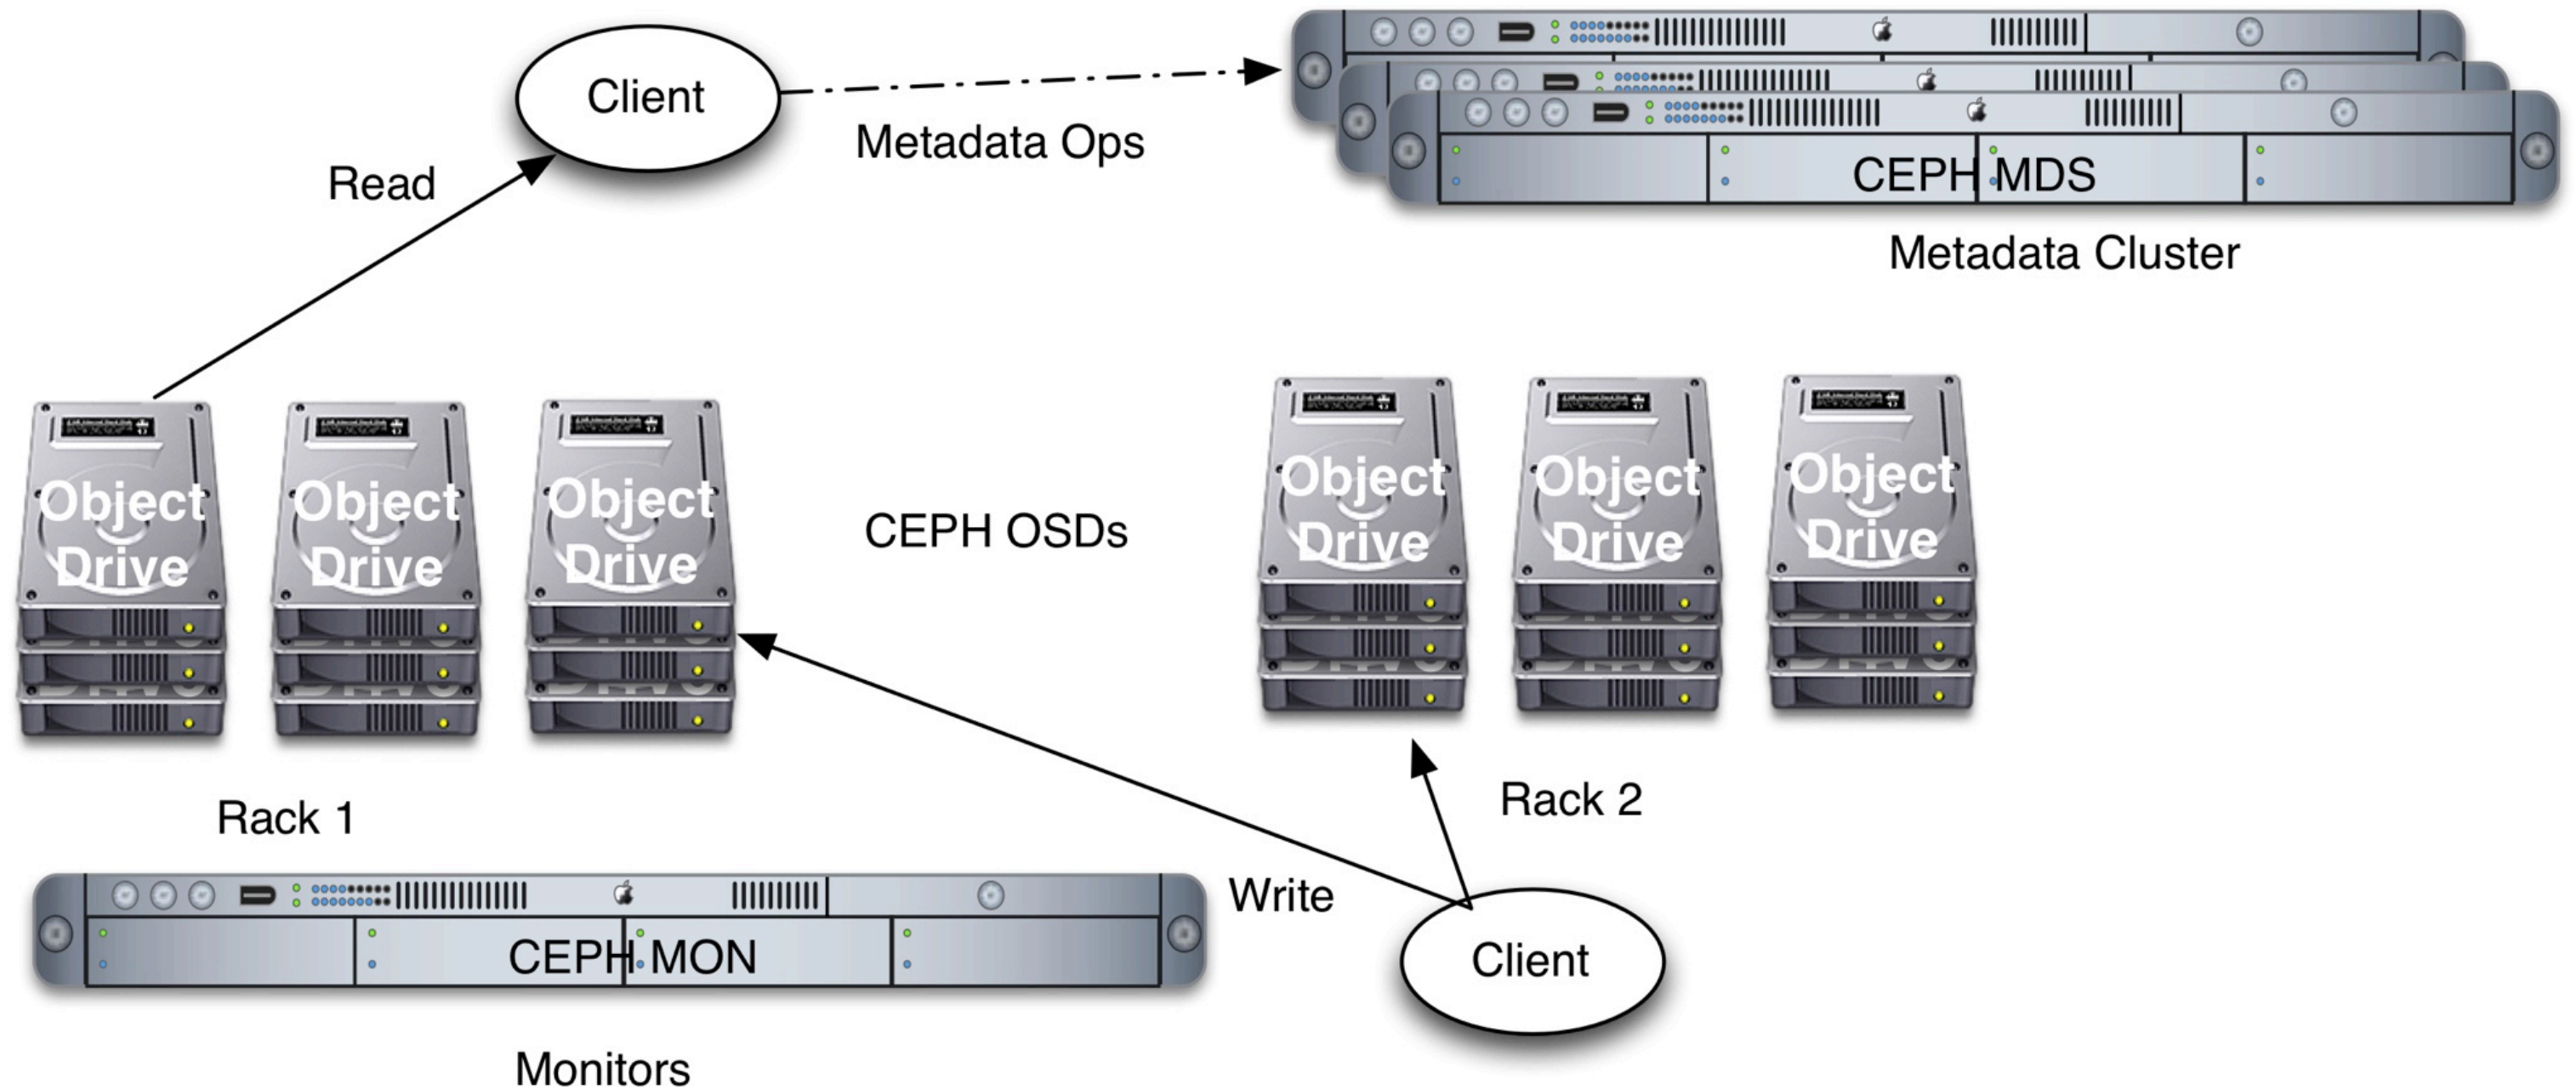 Client
Metadata Ops
Read
CEPH MDS
Metadata Cluster
Object
Drive
Object
Drive
Object
Drive
CEPH OSDs
Object
Drive
Object
Drive
Object
Drive
Rack 1
Rack 2
CEPH MON
Write
Client
Monitors